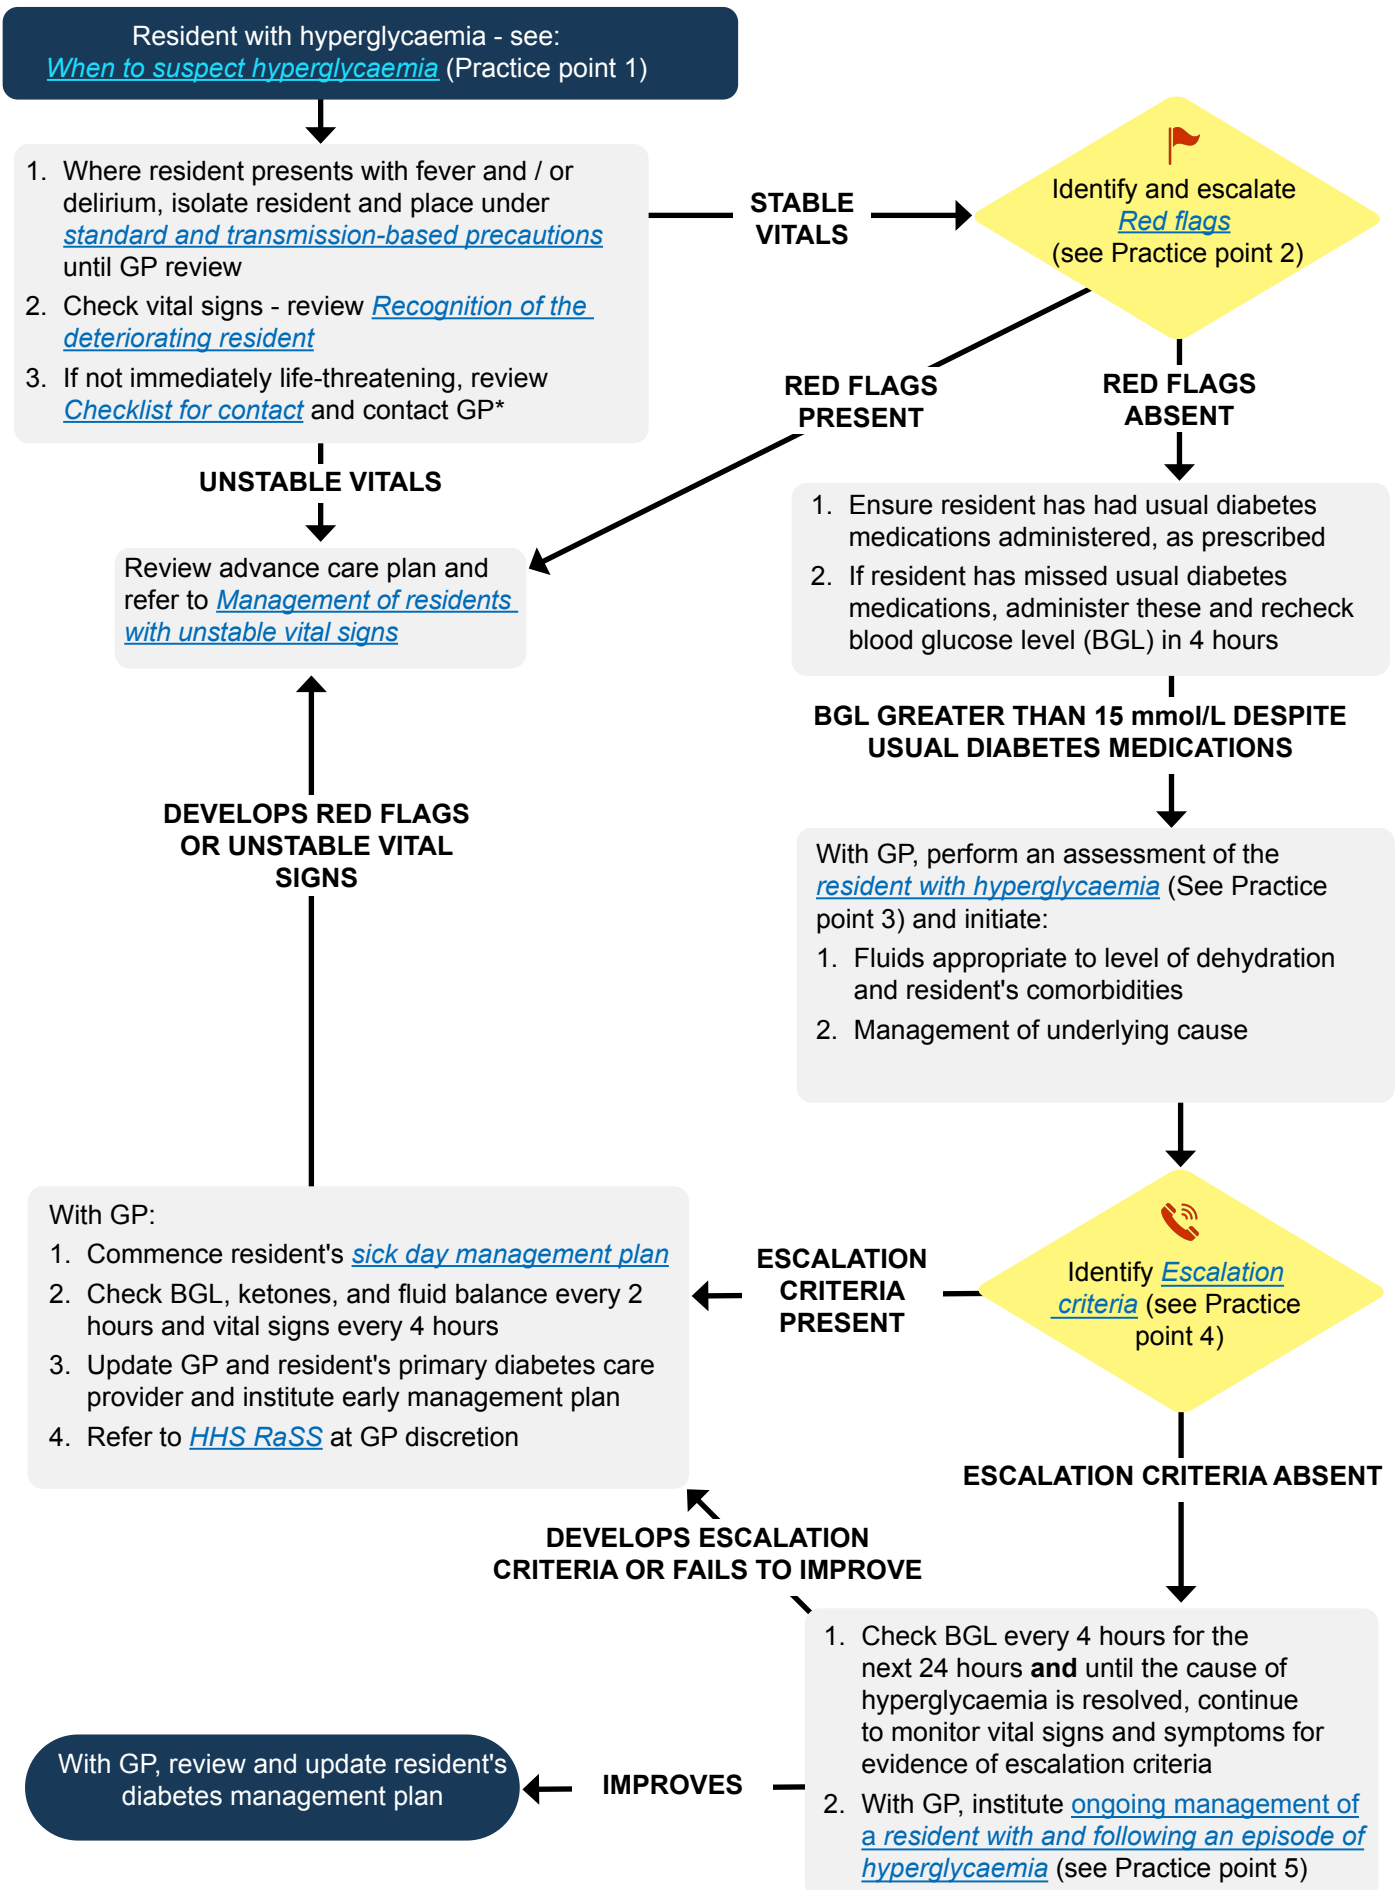 Resident with hyperglycaemia - see:
When to suspect hyperglycaemia (Practice point 1)
1. Where resident presents with fever and / or
delirium, isolate resident and place under
standard and transmission-based precautions
until GP review
2. Check vital signs - review Recognition of the
deteriorating resident
3. If not immediately life-threatening, review
Checklist for contact and contact GP*
STABLE
VITALS
Identify and escalate
Red flags
(see Practice point 2)
UNSTABLE VITALS
RED FLAGS
PRESENT
RED FLAGS
ABSENT
Review advance care plan and
refer to Management of residents
with unstable vital signs
1. Ensure resident has had usual diabetes
medications administered, as prescribed
2. If resident has missed usual diabetes
medications, administer these and recheck
blood glucose level (BGL) in 4 hours
BGL GREATER THAN 15 mmol/L DESPITE
USUAL DIABETES MEDICATIONS
DEVELOPS RED FLAGS
OR UNSTABLE VITAL
SIGNS
With GP, perform an assessment of the
resident with hyperglycaemia (See Practice
point 3) and initiate:
1. Fluids appropriate to level of dehydration
and resident's comorbidities
2. Management of underlying cause
Identify Escalation
criteria (see Practice
point 4)
ESCALATION
CRITERIA
PRESENT
With GP:
1. Commence resident's sick day management plan
2. Check BGL, ketones, and fluid balance every 2
hours and vital signs every 4 hours
3. Update GP and resident's primary diabetes care
provider and institute early management plan
4. Refer to HHS RaSS at GP discretion
ESCALATION CRITERIA ABSENT
DEVELOPS ESCALATION
CRITERIA OR FAILS TO IMPROVE
1. Check BGL every 4 hours for the
next 24 hours and until the cause of
hyperglycaemia is resolved, continue
to monitor vital signs and symptoms for
evidence of escalation criteria
2. With GP, institute ongoing management of
a resident with and following an episode of
hyperglycaemia (see Practice point 5)
IMPROVES
With GP, review and update resident's
diabetes management plan